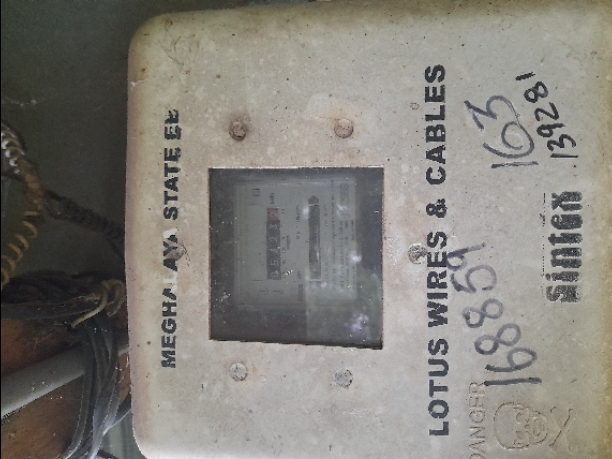 MEGHALAYA STATE EE
LOTUS WIRES & CABLES
163
168859
139281
sintex
DANGER